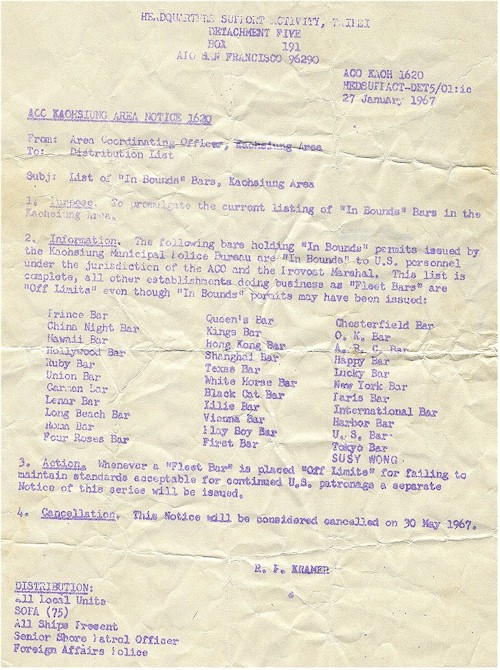 HEADQUARTERS SUPPORT ACTIVITY, TAIPEI
DETACHMENT FIVE
BOX 191
APO SAN FRANCISCO 96290
ACC KAOH 1620
HEDSUPPACT-DET5/01:ic
27 January 1967
ACC KAOHSIUNG AREA NOTICE 1620
From: Area Coordinating Officer, Kaohsiung Area
To: Distribution List
Subj: List of "In Bounds" Bars, Kaohsiung Area
1. Purpose. To promulgate the current listing of "In Bounds" Bars in the
Kaohsiung Area.
2. Information. The following bars holding "In Bounds" permits issued by
the Kaohsiung Municipal Police Bureau are "In Bounds" to U.S. personnel
under the jurisdiction of the ACO and the Provost Marshal. This list is
complete, all other establishments doing business as "Fleet Bars" are
"Off Limits" even though "In Bounds" permits may have been issued:
Prince Bar
China Night Bar
Hawaii Bar
Hollywood Bar
Ruby Bar
Union Bar
Carmen Bar
Lenar Bar
Long Beach Bar
Roma Bar
Four Roses Bar
Queen's Bar
Kings Bar
Hong Kong Bar
Shanghai Bar
Texas Bar
White Horse Bar
Black Cat Bar
Lilie Bar
Vienna Bar
Play Boy Bar
First Bar
Chesterfield Bar
O. K. Bar
A. B. C. Bar
Happy Bar
Lucky Bar
New York Bar
Paris Bar
International Bar
Harbor Bar
U. S. Bar
Tokyo Bar
SUSY WONG
3. Action. Whenever a "Fleet Bar" is placed "Off Limits" for failing to
maintain standards acceptable for continued U.S. patronage a separate
Notice of this series will be issued.
4. Cancellation. This Notice will be considered cancelled on 30 May 1967.
R. P. KRAMER
DISTRIBUTION:
All Local Units
SOPA (75)
All Ships Present
Senior Shore Patrol Officer
Foreign Affairs Police